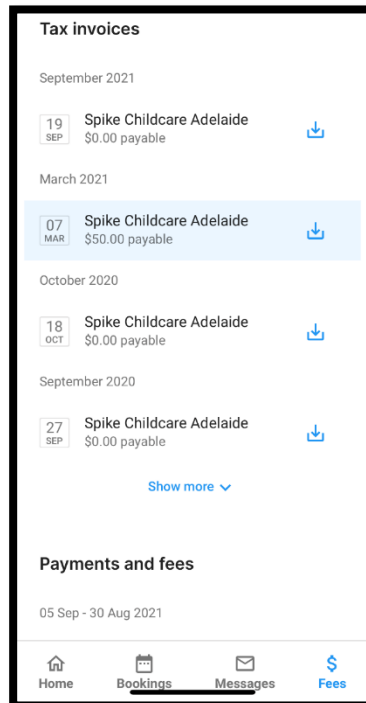 Tax invoices
September 2021
19
SEP
Spike Childcare Adelaide
$0.00 payable
March 2021
07
MAR
Spike Childcare Adelaide
$50.00 payable
October 2020
18
OCT
Spike Childcare Adelaide
$0.00 payable
September 2020
27
SEP
Spike Childcare Adelaide
$0.00 payable
Show more
Payments and fees
05 Sep - 30 Aug 2021
Home
Bookings
Messages
$
Fees